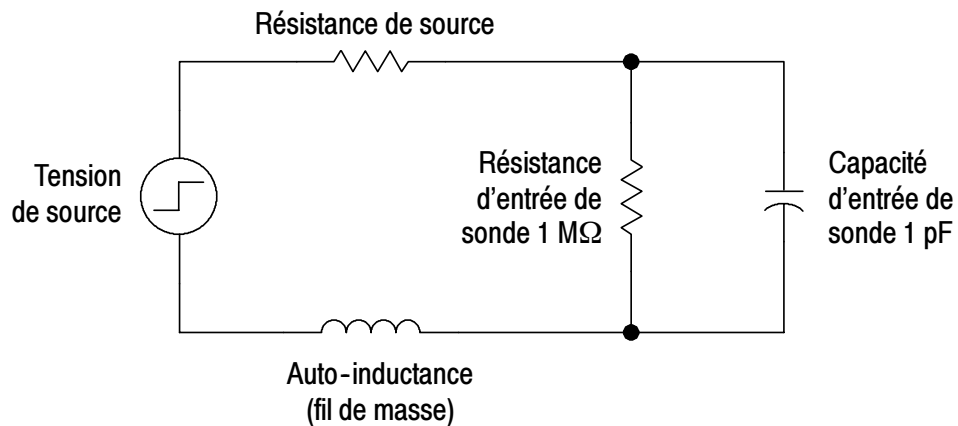 Résistance de source
Tension
de source
Résistance
d’entrée de
sonde 1 MΩ
Capacité
d’entrée de
sonde 1 pF
Auto-inductance
(fil de masse)